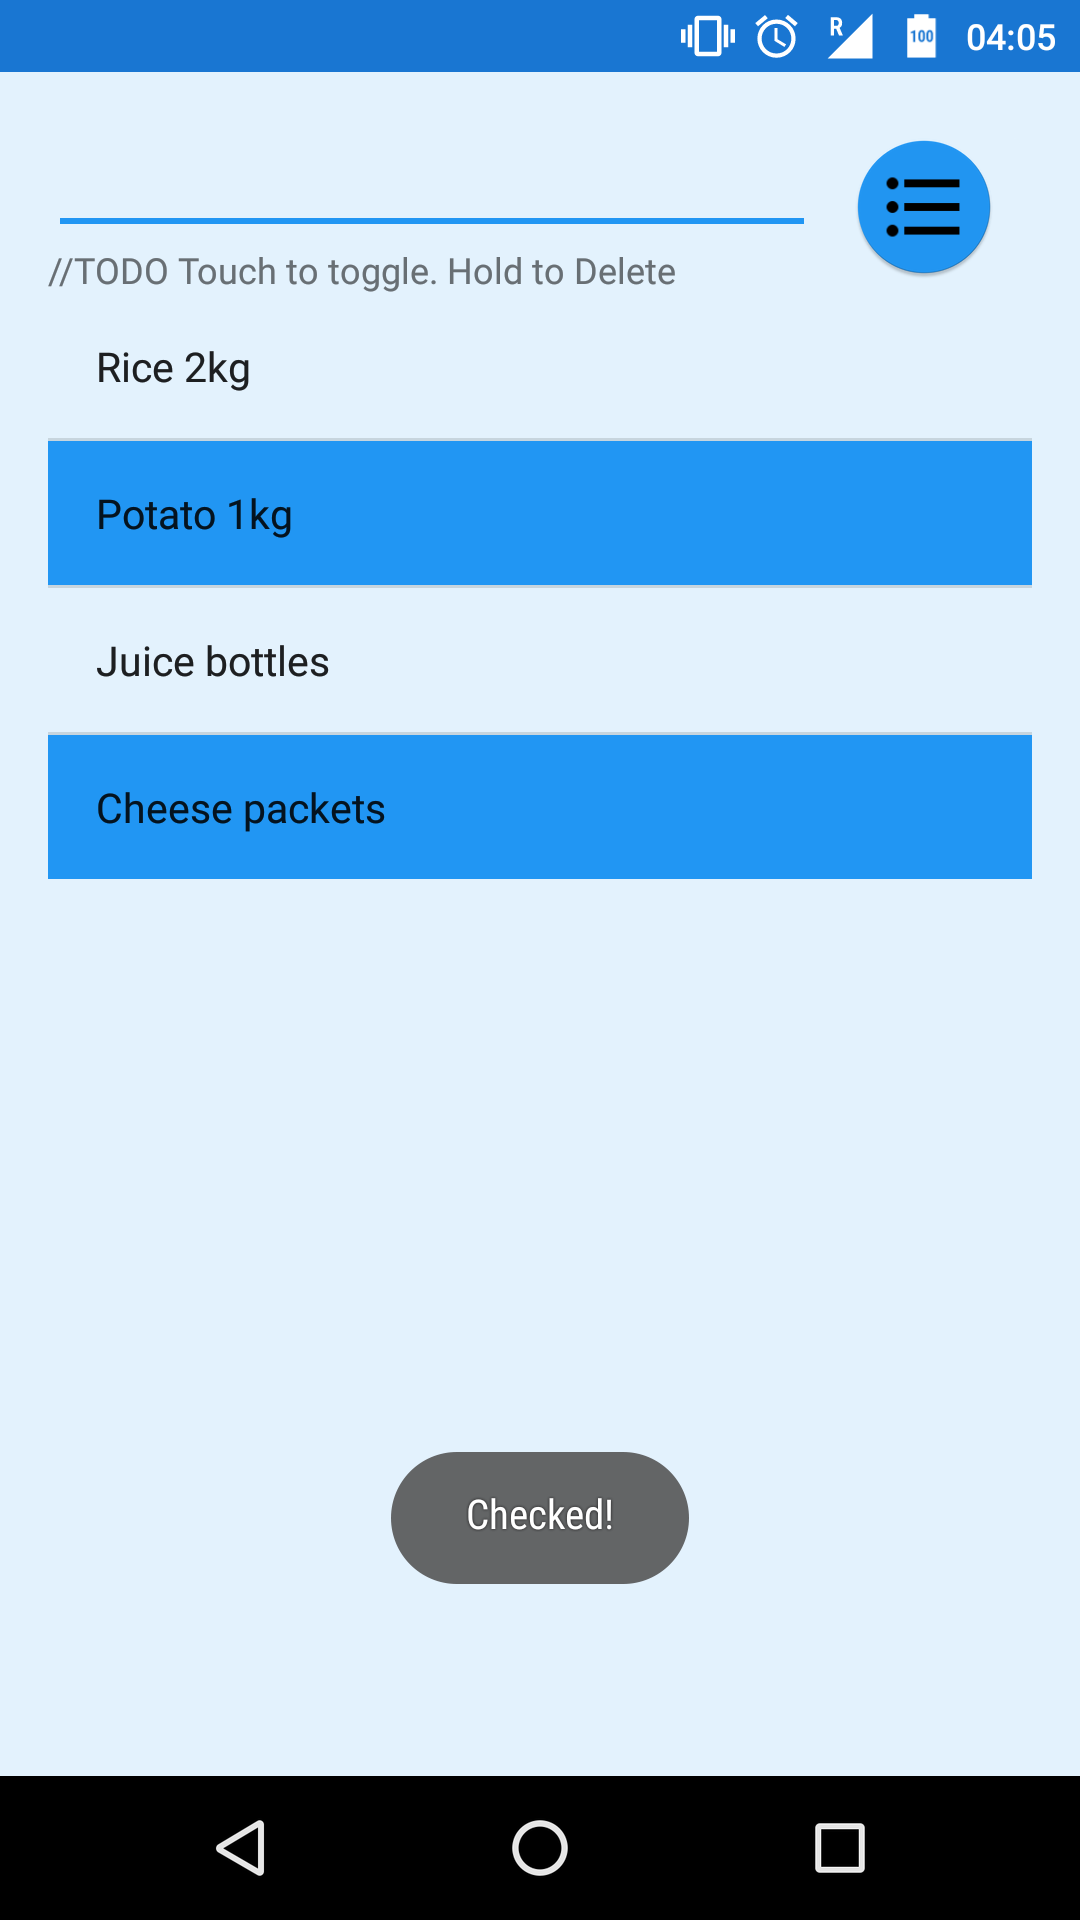 R 100 04:05
//TODO Touch to toggle. Hold to Delete
Rice 2kg
Potato 1kg
Juice bottles
Cheese packets
Checked!